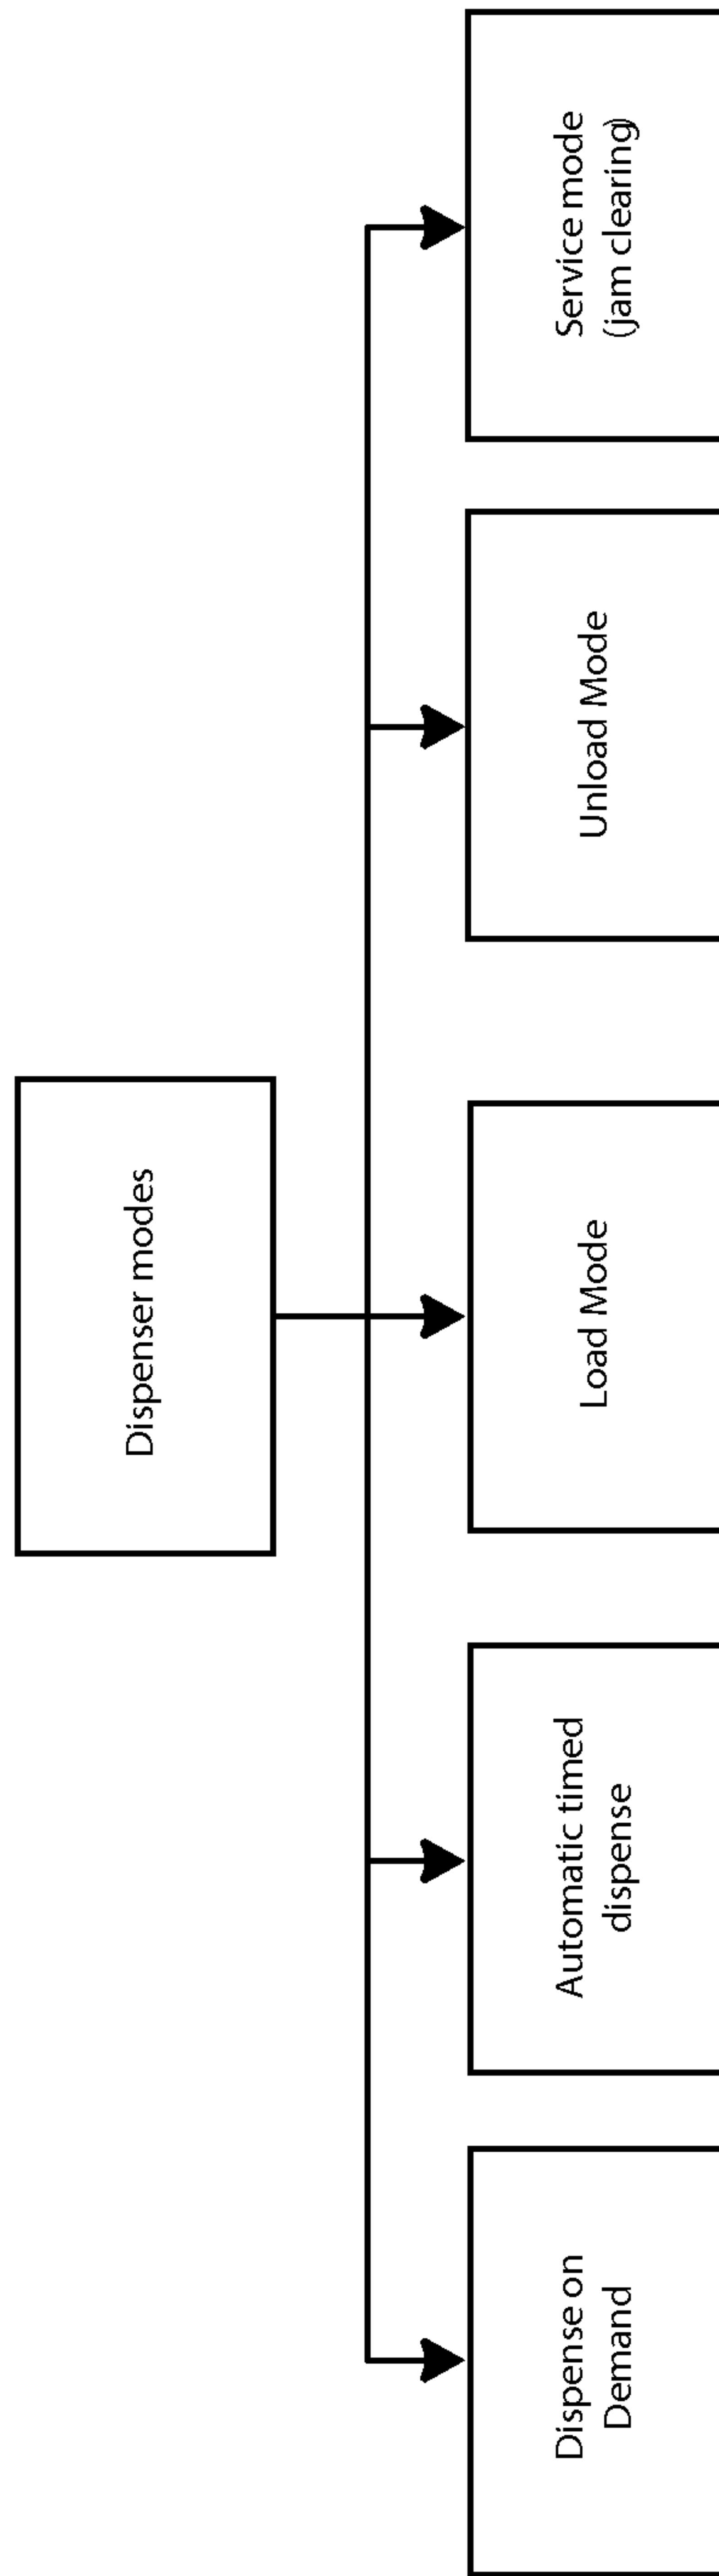 Dispenser modes
Dispense on
Demand
Automatic timed
dispense
Load Mode
Unload Mode
Service mode
(jam clearing)